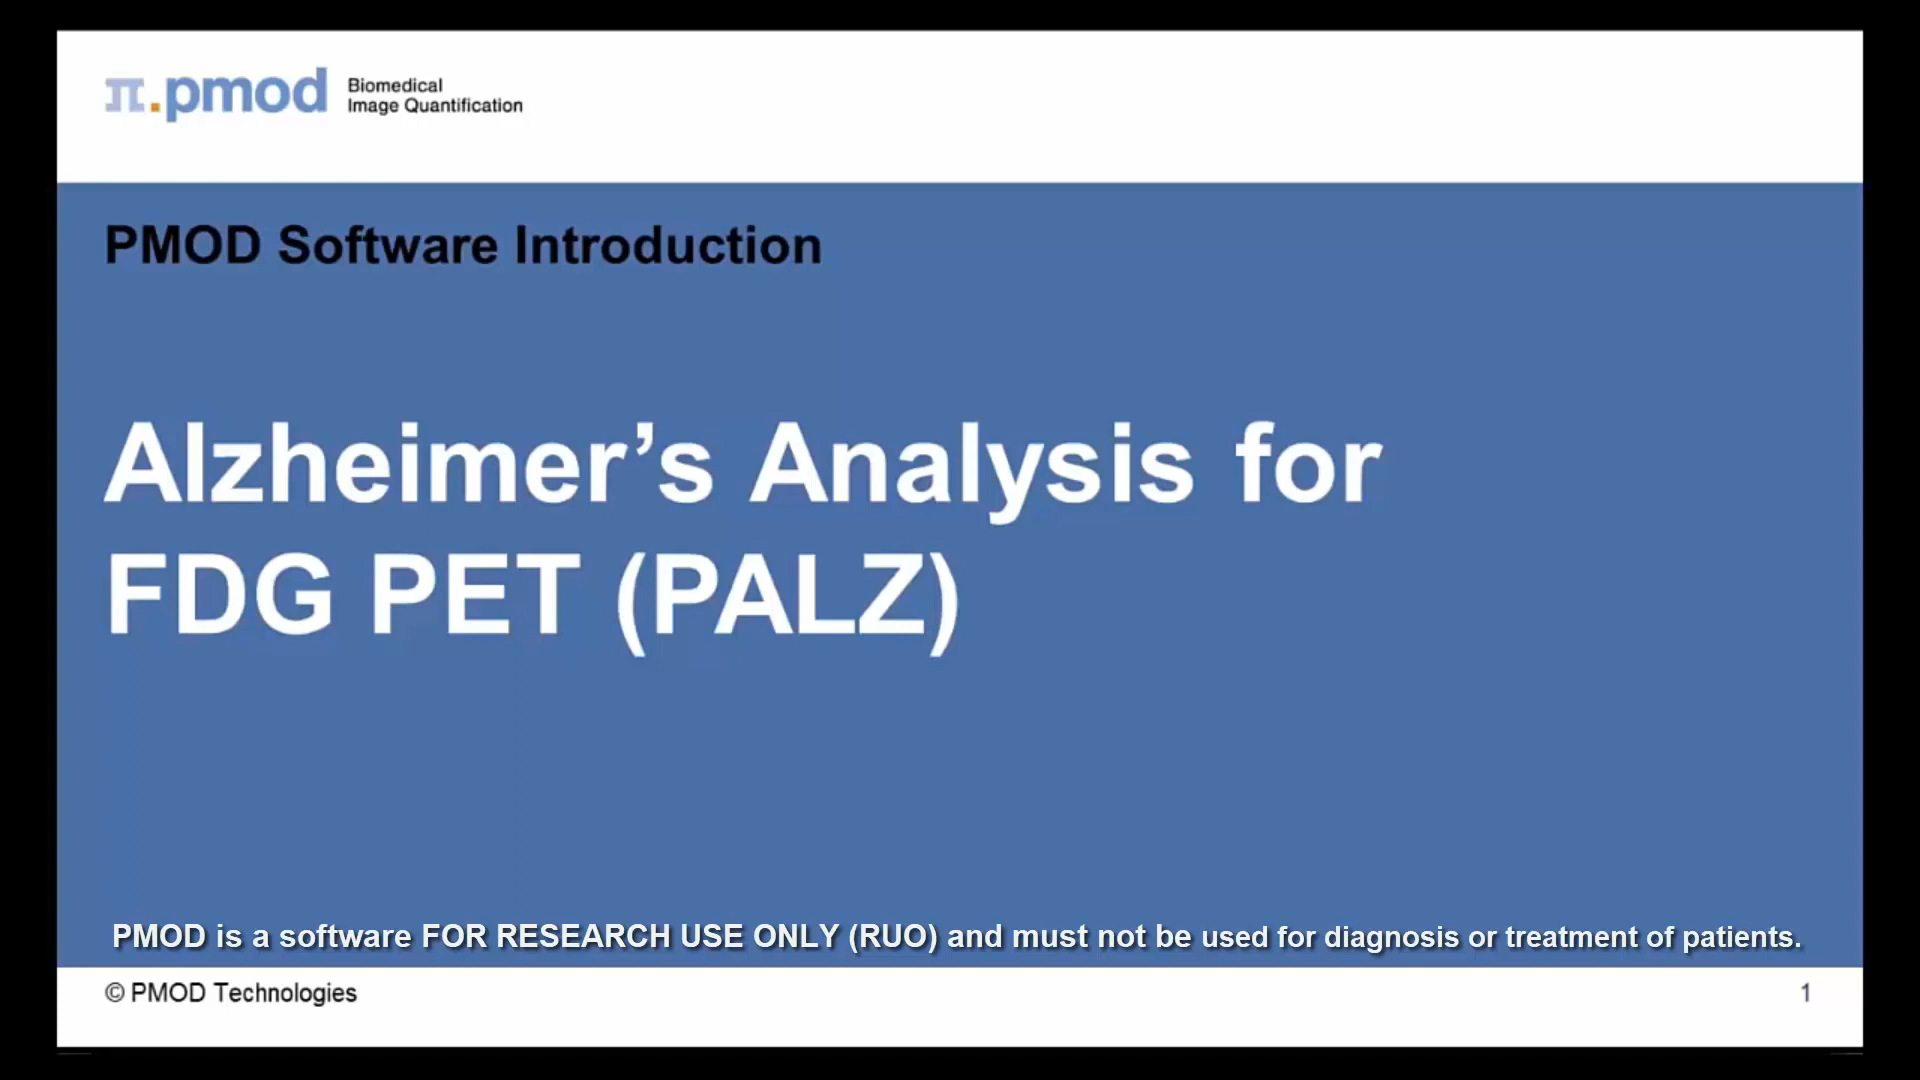 π.pmod
Biomedical
Image Quantification
PMOD Software Introduction
Alzheimer’s Analysis for
FDG PET (PALZ)
PMOD is a software FOR RESEARCH USE ONLY (RUO) and must not be used for diagnosis or treatment of patients.
© PMOD Technologies
1